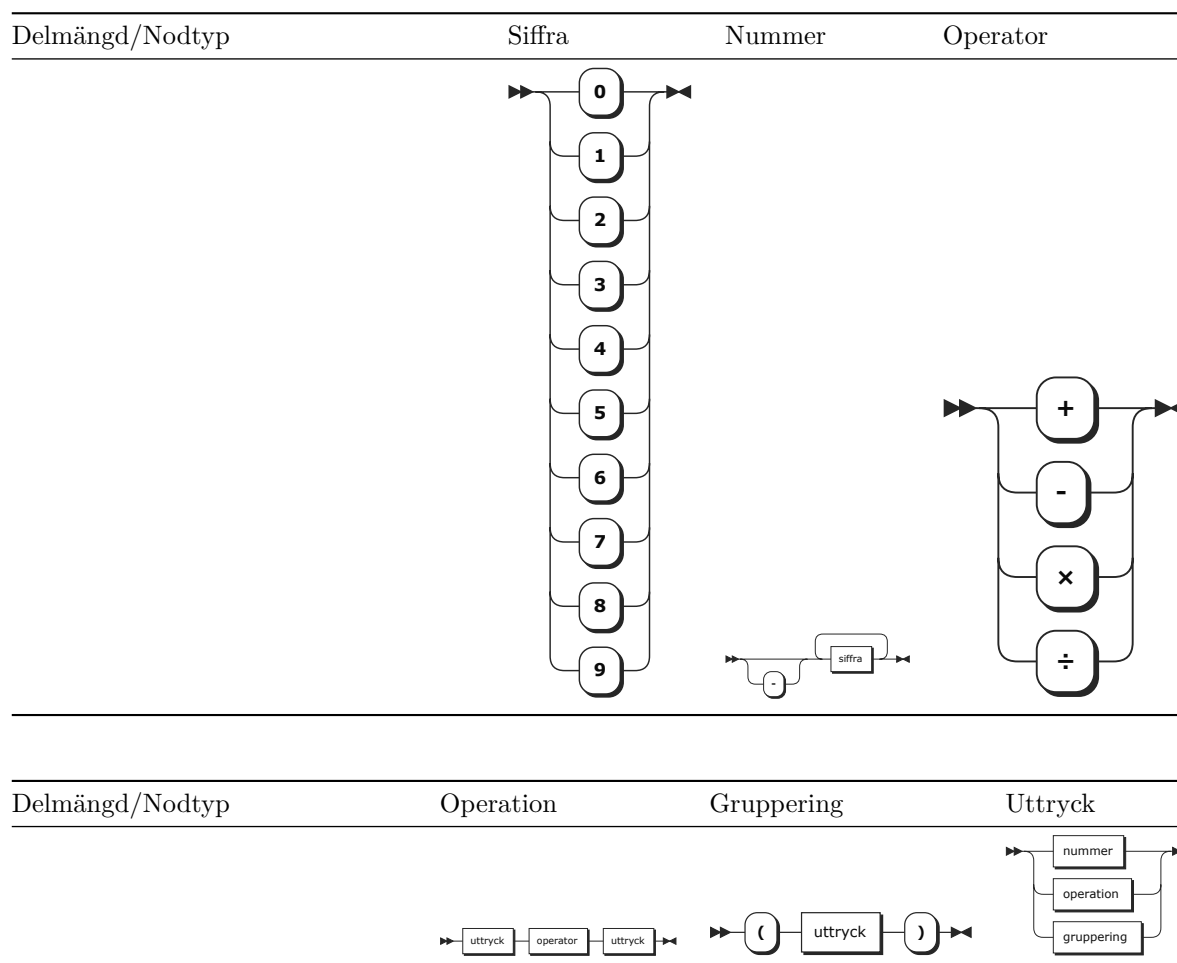 Delmängd/Nodtyp Siffra Nummer Operator
0
1
2
3
4
5
+
6
-
7
×
8
siffra
-
9
÷
Delmängd/Nodtyp Operation Gruppering Uttryck
nummer
operation
uttryck operator uttryck ( uttryck ) gruppering